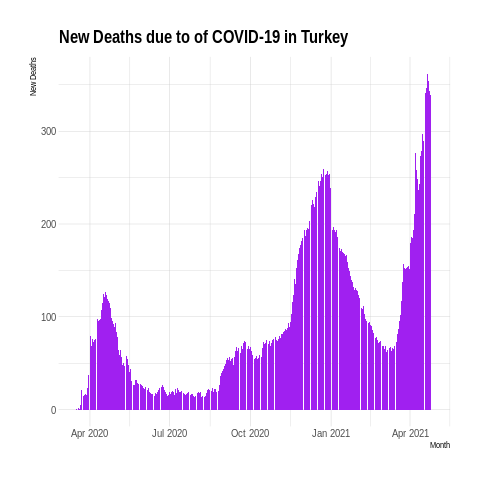 New Deaths due to of COVID-19 in Turkey
New Deaths
300
200
100
0
Apr 2020 Jul 2020 Oct 2020 Jan 2021 Apr 2021
Month